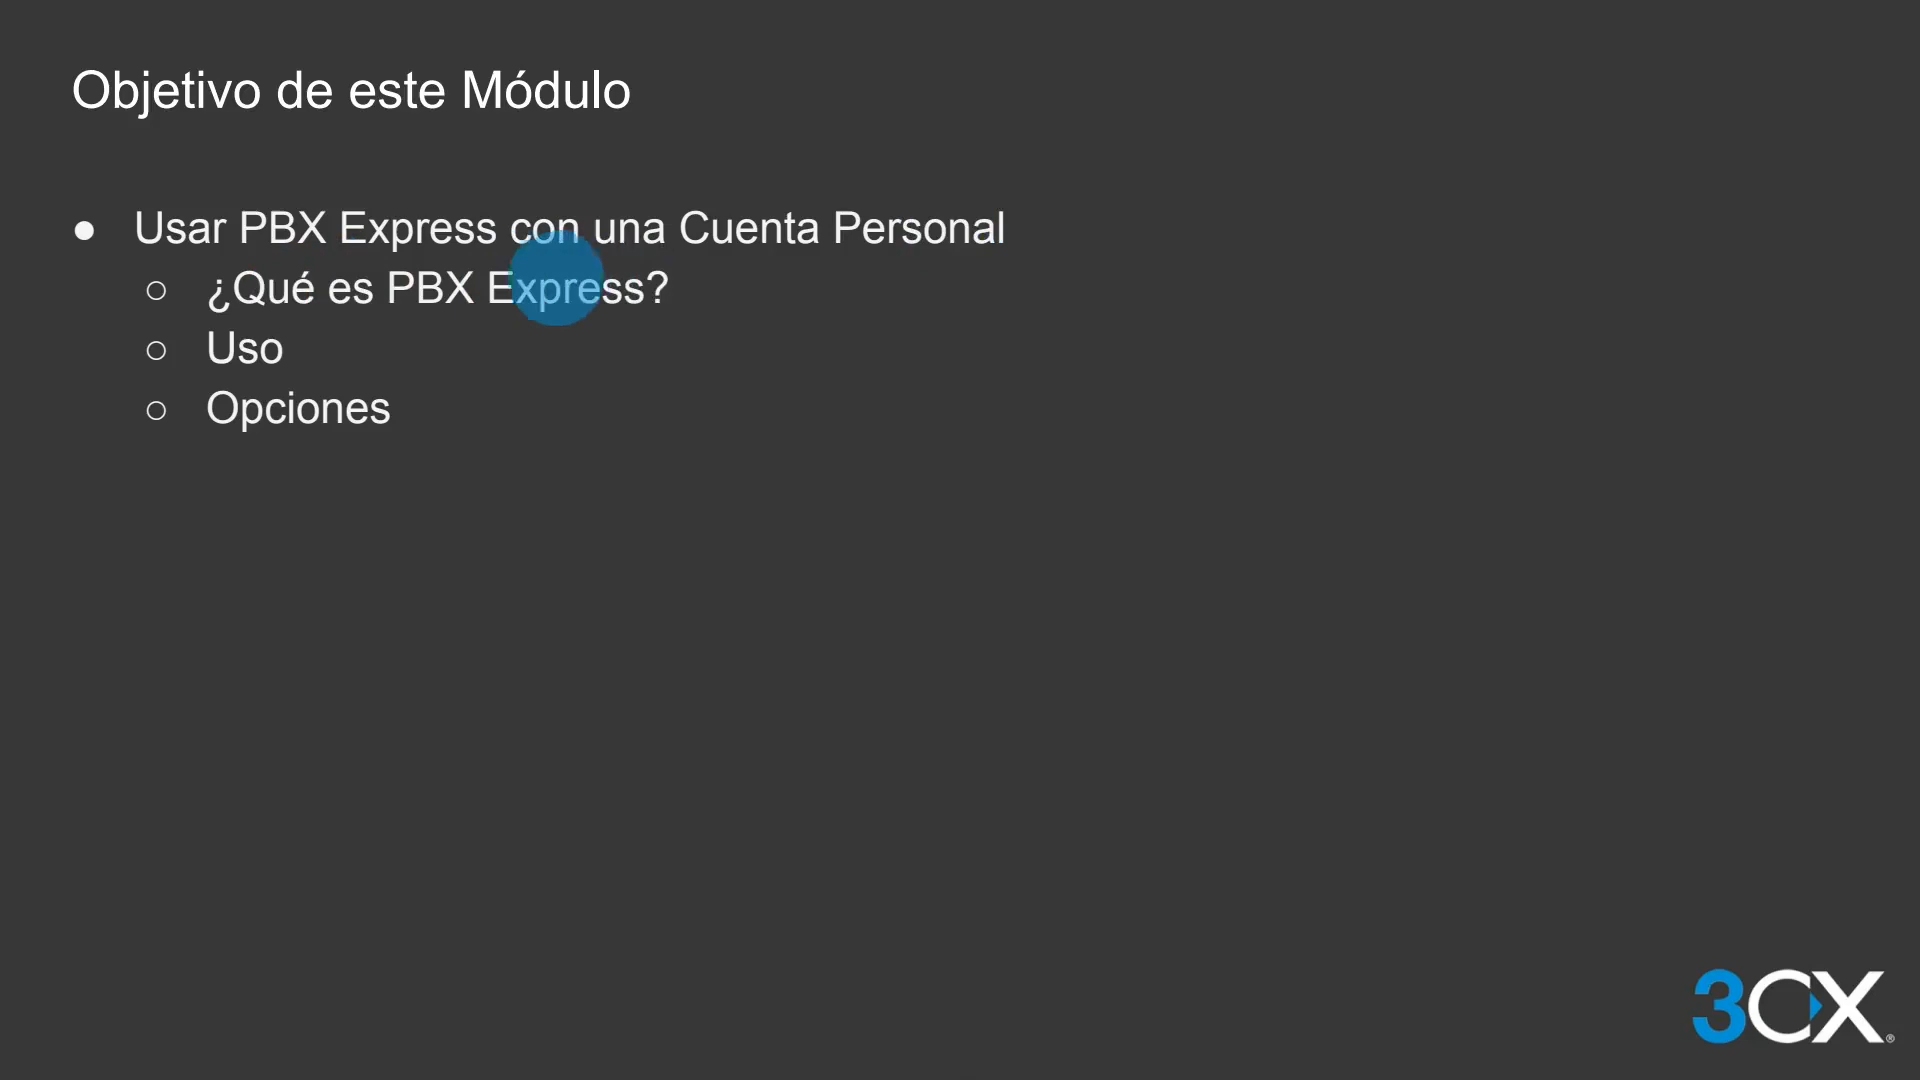 Objetivo de este Módulo
● Usar PBX Express con una Cuenta Personal
○ ¿Qué es PBX Express?
○ Uso
○ Opciones
3CX®